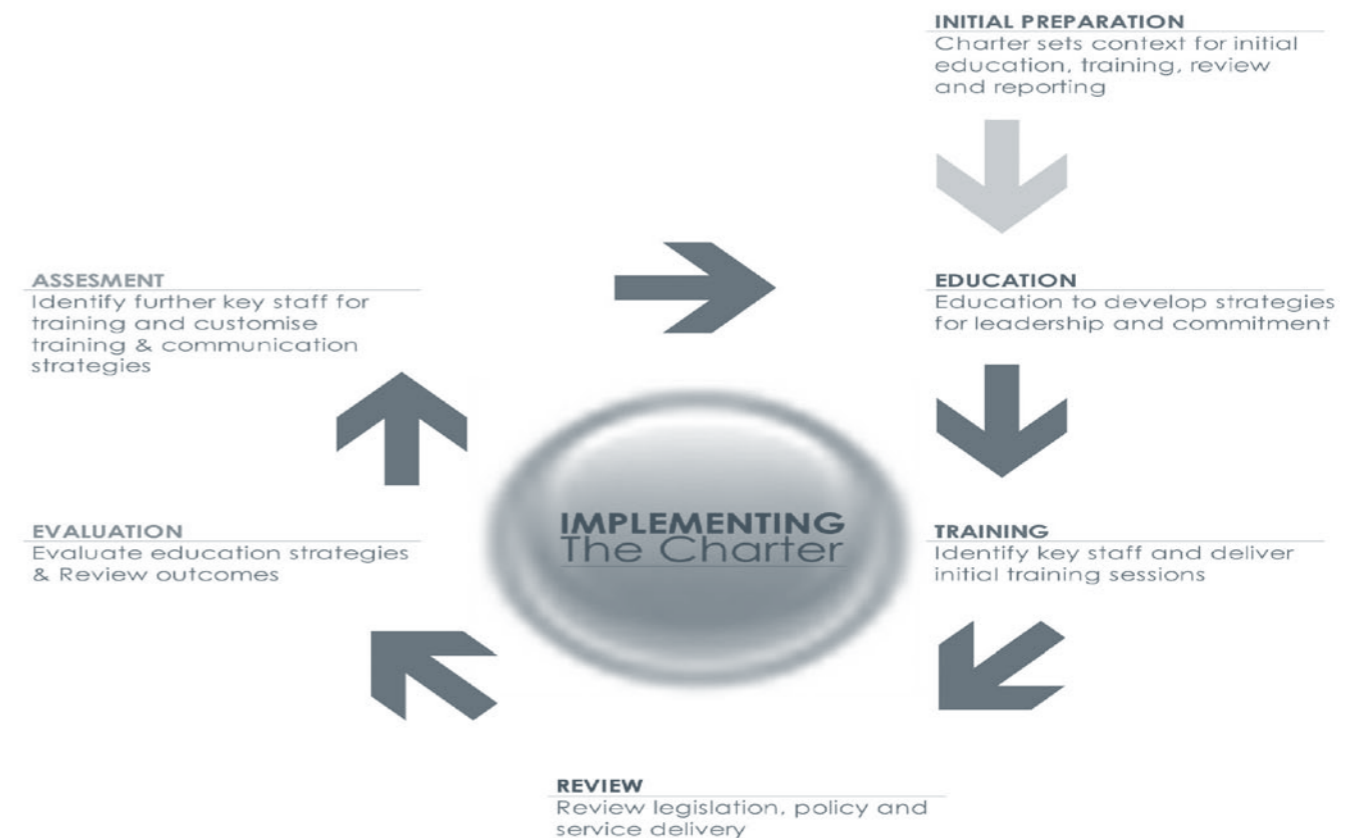 INITIAL PREPARATION
Charter sets context for initial
education, training, review
and reporting
EDUCATION
Education to develop strategies
for leadership and commitment
TRAINING
Identify key staff and deliver
initial training sessions
REVIEW
Review legislation, policy and
service delivery
EVALUATION
Evaluate education strategies
& Review outcomes
ASSESMENT
Identify further key staff for
training and customise
training & communication
strategies
IMPLEMENTING
The Charter